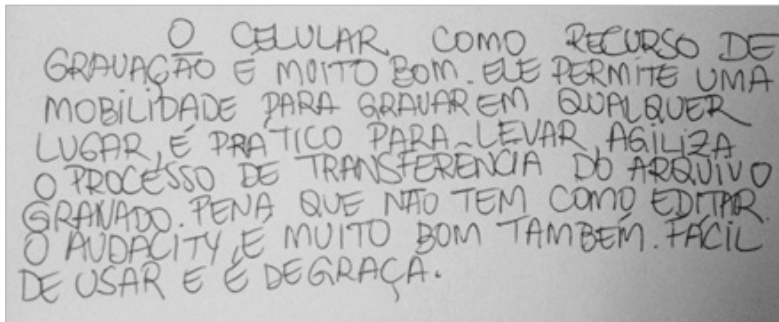 O CELULAR COMO RECURSO DE
GRAVAÇÃO É MUITO BOM. ELE PERMITE UMA
MOBILIDADE PARA GRAVAR EM QUALQUER
LUGAR, É PRATICO PARA LEVAR, AGILIZA
O PROCESSO DE TRANSFERÊNCIA DO ARQUIVO
GRAVADO. PENA QUE NÃO TEM COMO EDITAR.
O AUDACITY, É MUITO BOM TAMBÉM. FÁCIL
DE USAR E É DE GRAÇA.